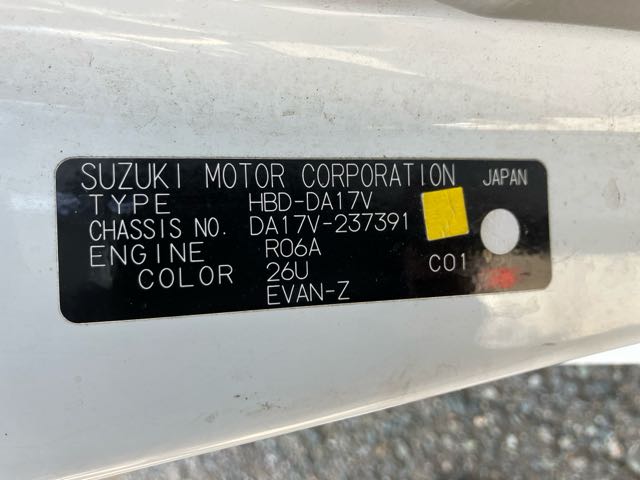 SUZUKI MOTOR CORPORATION JAPAN
TYPE HBD-DA17V
CHASSIS NO. DA17V-237391
ENGINE R06A
COLOR 26U C01
EVAN-Z